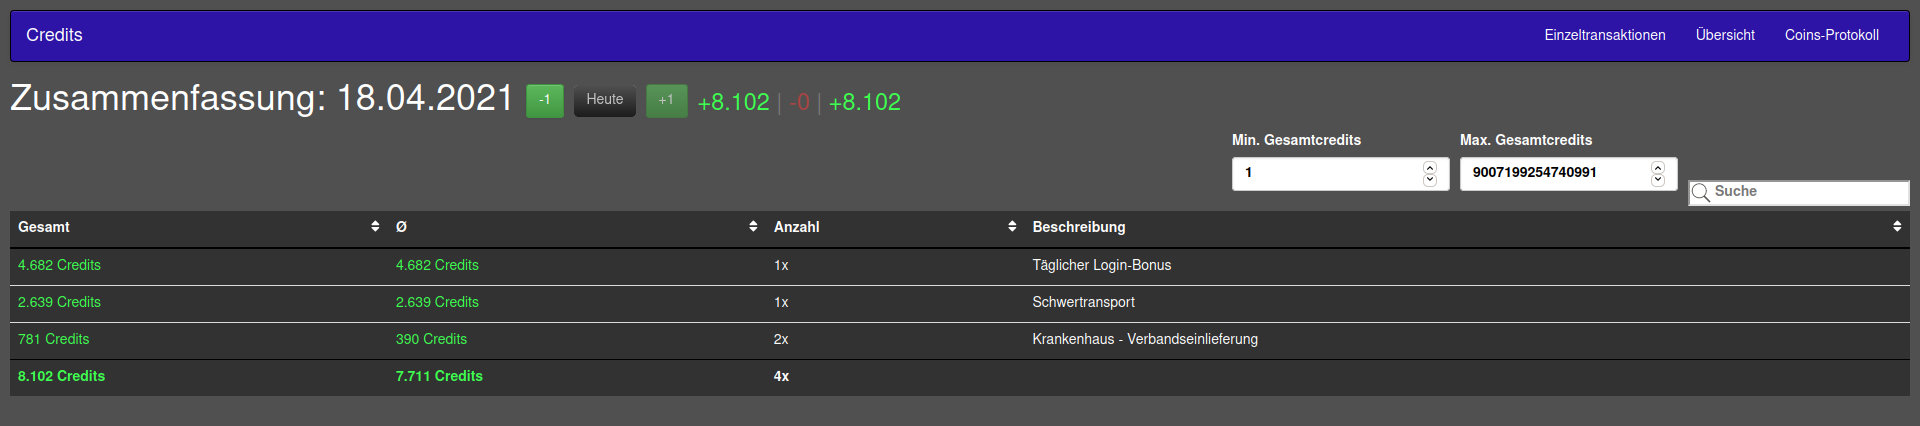 Credits Einzeltransaktionen Übersicht Coins-Protokoll
Zusammenfassung: 18.04.2021 -1 Heute +1 +8.102 | -0 | +8.102
Min. Gesamtcredits Max. Gesamtcredits
1 9007199254740991
Suche
Gesamt Ø Anzahl Beschreibung
4.682 Credits 4.682 Credits 1x Täglicher Login-Bonus
2.639 Credits 2.639 Credits 1x Schwertransport
781 Credits 390 Credits 2x Krankenhaus - Verbandseinlieferung
8.102 Credits 7.711 Credits 4x